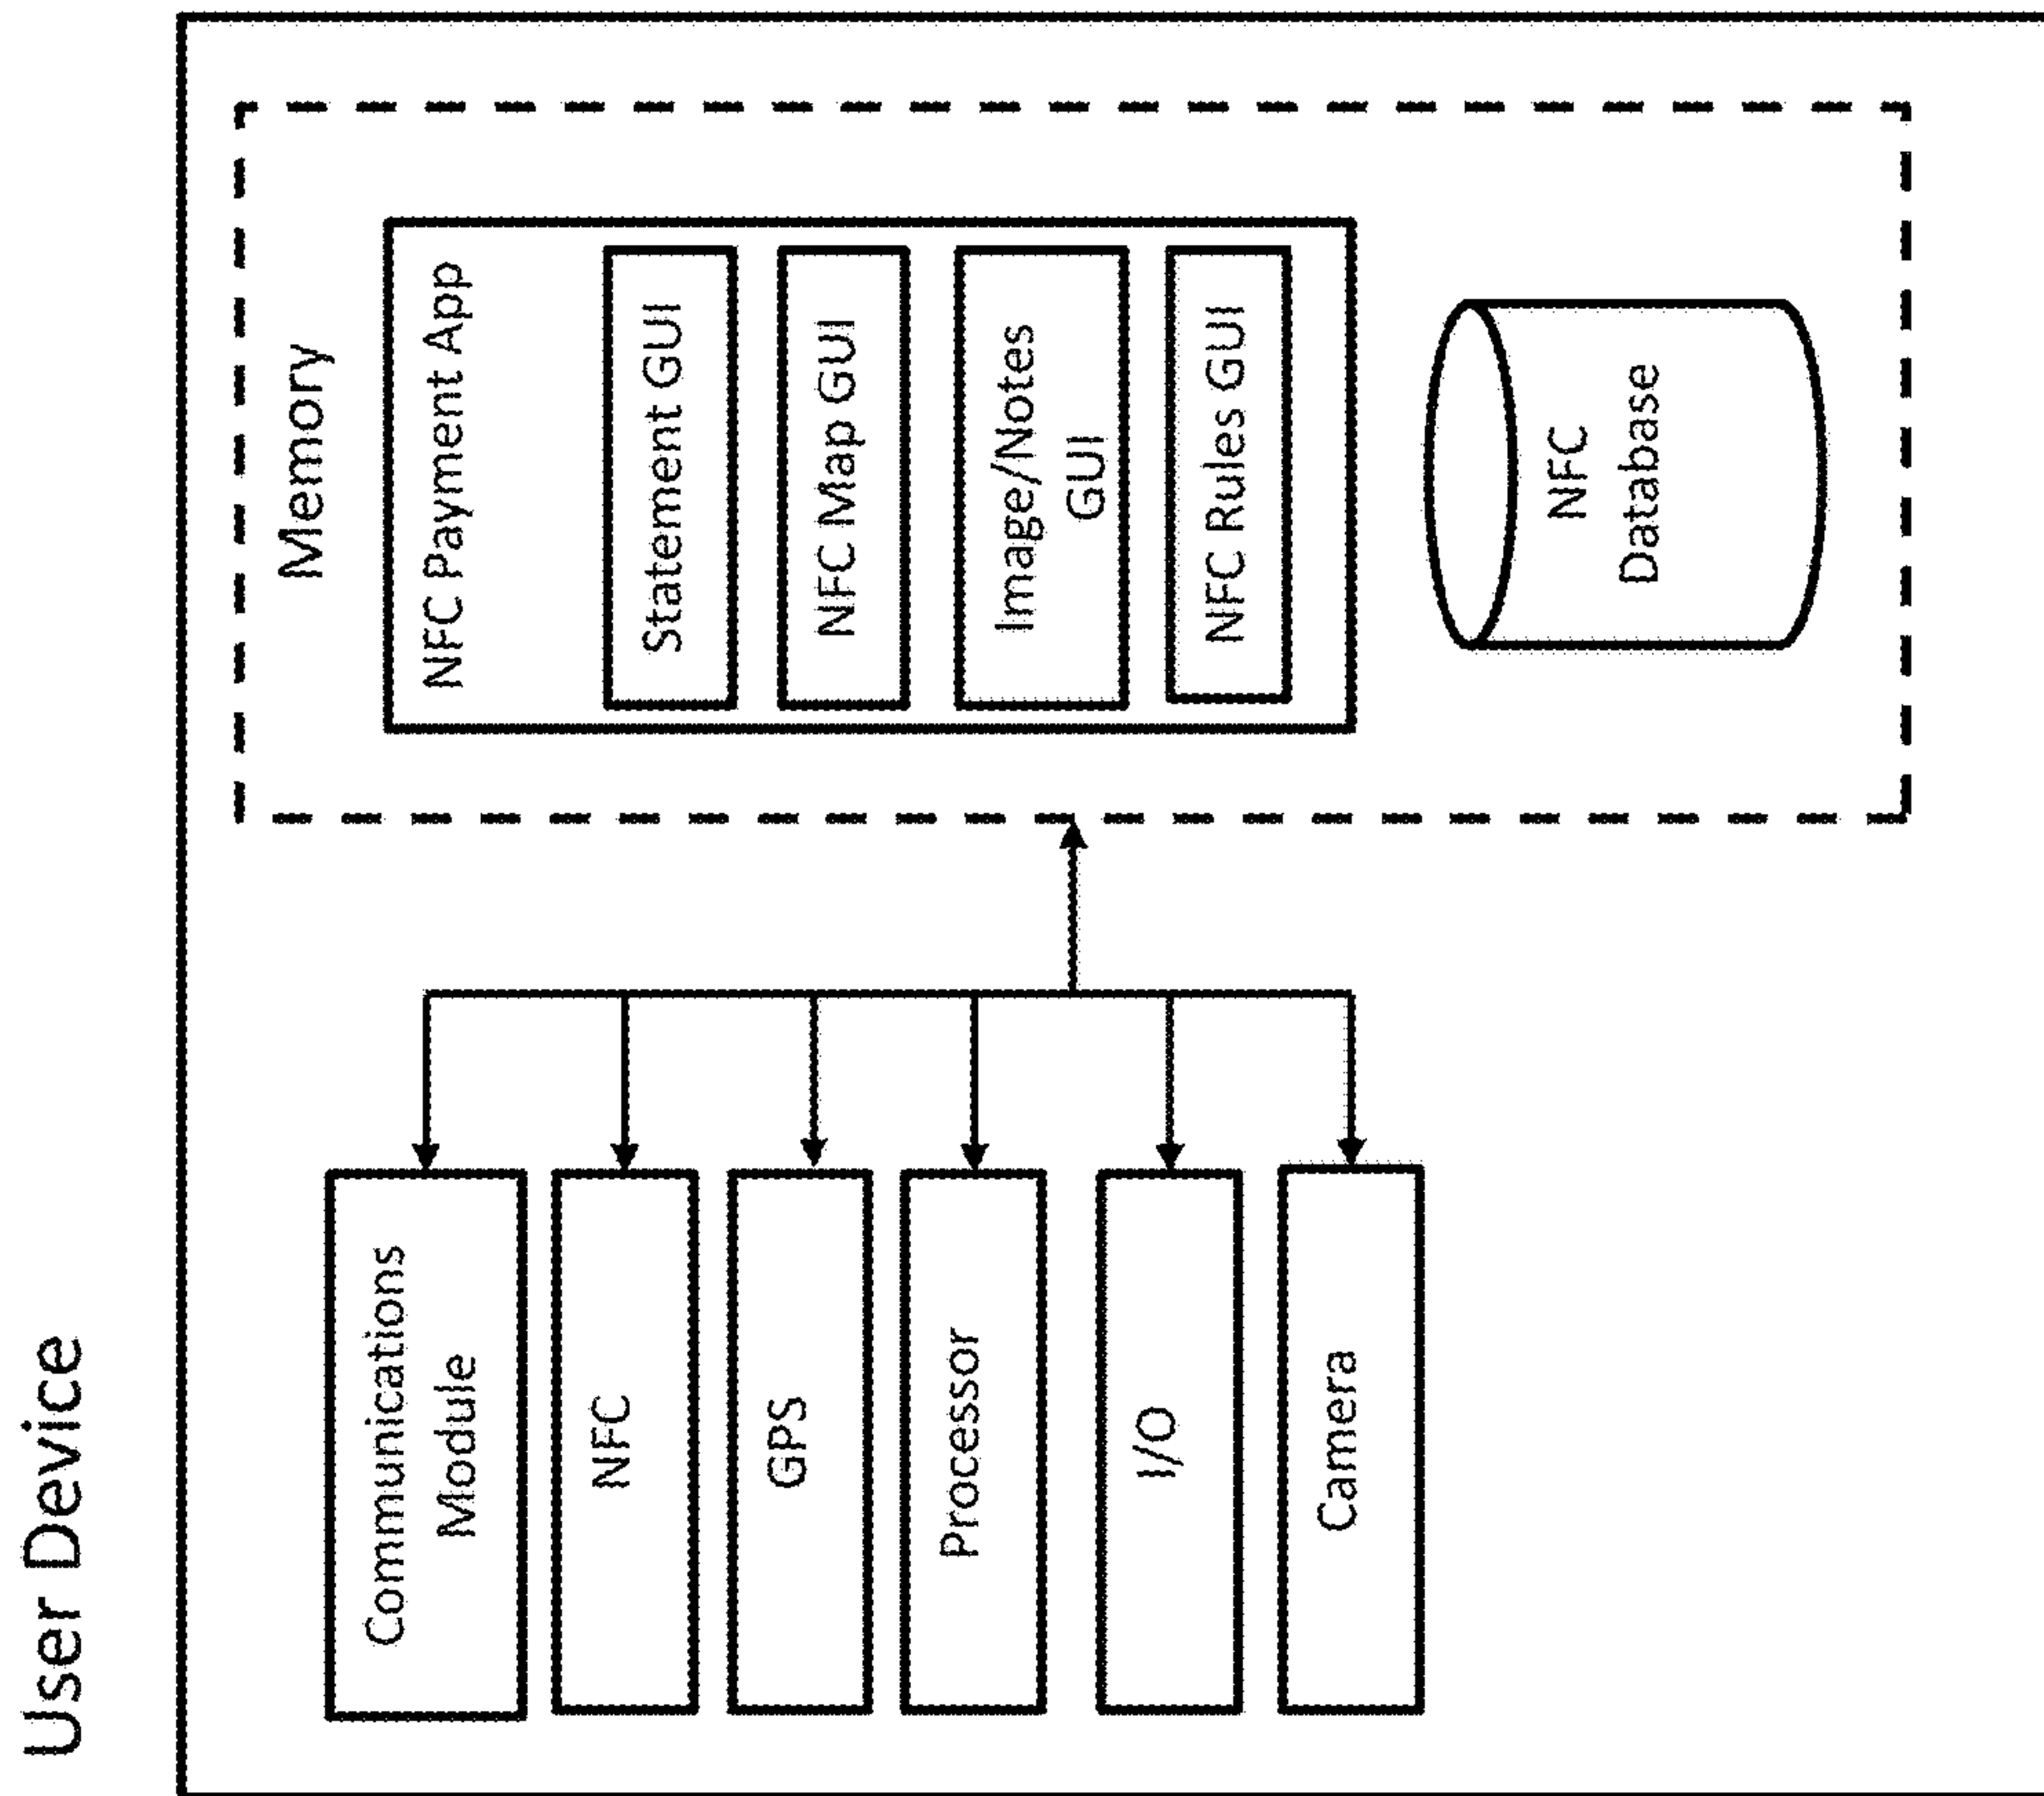 User Device
Communications
Module
NFC
GPS
Processor
I/O
Camera
Memory
NFC Payment App
Statement GUI
NFC Map GUI
Image/Notes
GUI
NFC Rules GUI
NFC
Database